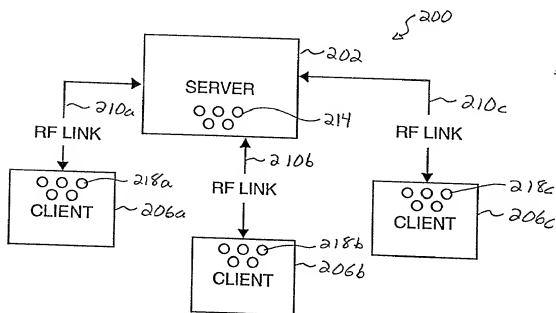 200
202
SERVER
214
210a
RF LINK
210b
RF LINK
210c
RF LINK
218a
CLIENT
206a
218b
CLIENT
206b
218c
CLIENT
206c